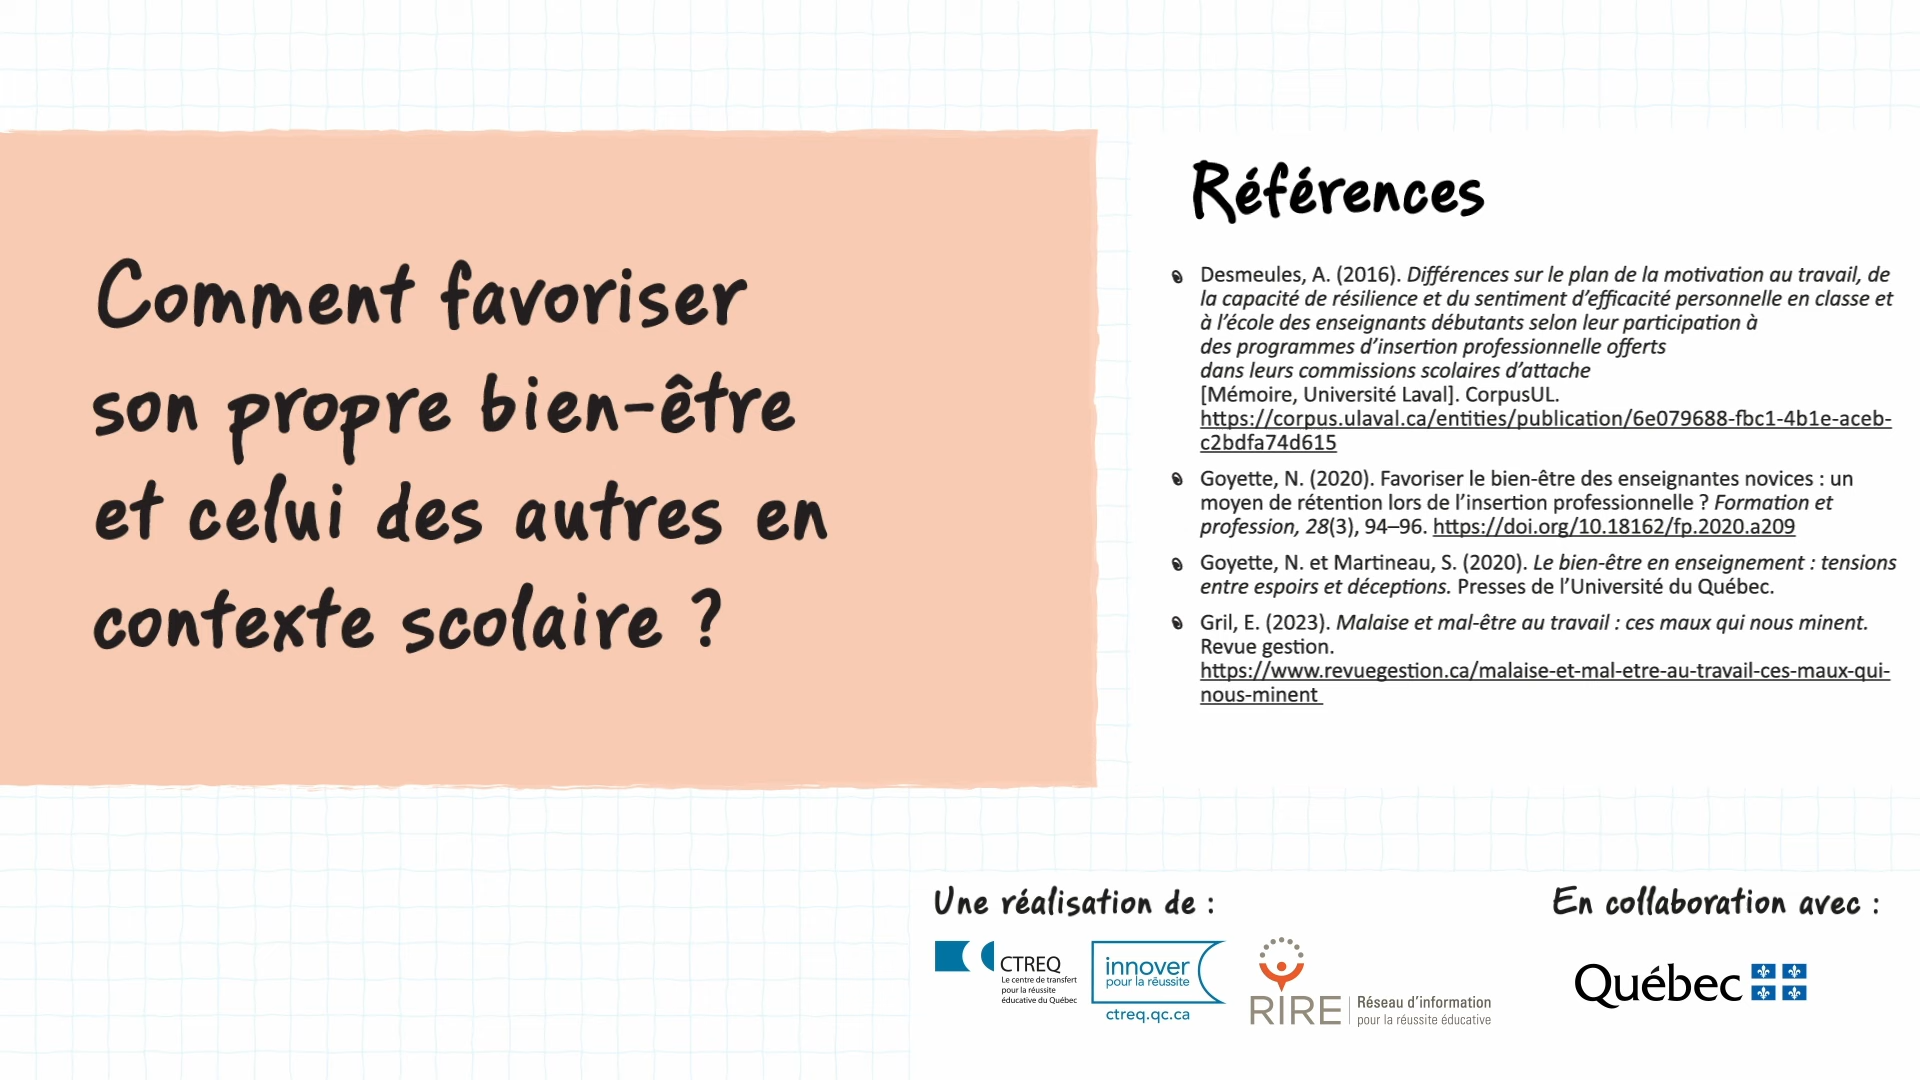 Comment favoriser
son propre bien-être
et celui des autres en
contexte scolaire ?
Références
Desmeules, A. (2016). Différences sur le plan de la motivation au travail, de
la capacité de résilience et du sentiment d’efficacité personnelle en classe et
à l’école des enseignants débutants selon leur participation à
des programmes d’insertion professionnelle offerts
dans leurs commissions scolaires d’attache
[Mémoire, Université Laval]. CorpusUL.
https://corpus.ulaval.ca/entities/publication/6e079688-fbc1-4b1e-aceb-
c2bdfa74d615
Goyette, N. (2020). Favoriser le bien-être des enseignantes novices : un
moyen de rétention lors de l’insertion professionnelle ? Formation et
profession, 28(3), 94–96. https://doi.org/10.18162/fp.2020.a209
Goyette, N. et Martineau, S. (2020). Le bien-être en enseignement : tensions
entre espoirs et déceptions. Presses de l’Université du Québec.
Gril, E. (2023). Malaise et mal-être au travail : ces maux qui nous minent.
Revue gestion.
https://www.revuegestion.ca/malaise-et-mal-etre-au-travail-ces-maux-qui-
nous-minent
Une réalisation de :
CTREQ
Le centre de transfert
pour la réussite
éducative du Québec
innover
pour la réussite
ctreq.qc.ca
RIRE
Réseau d’information
pour la réussite éducative
En collaboration avec :
Québec